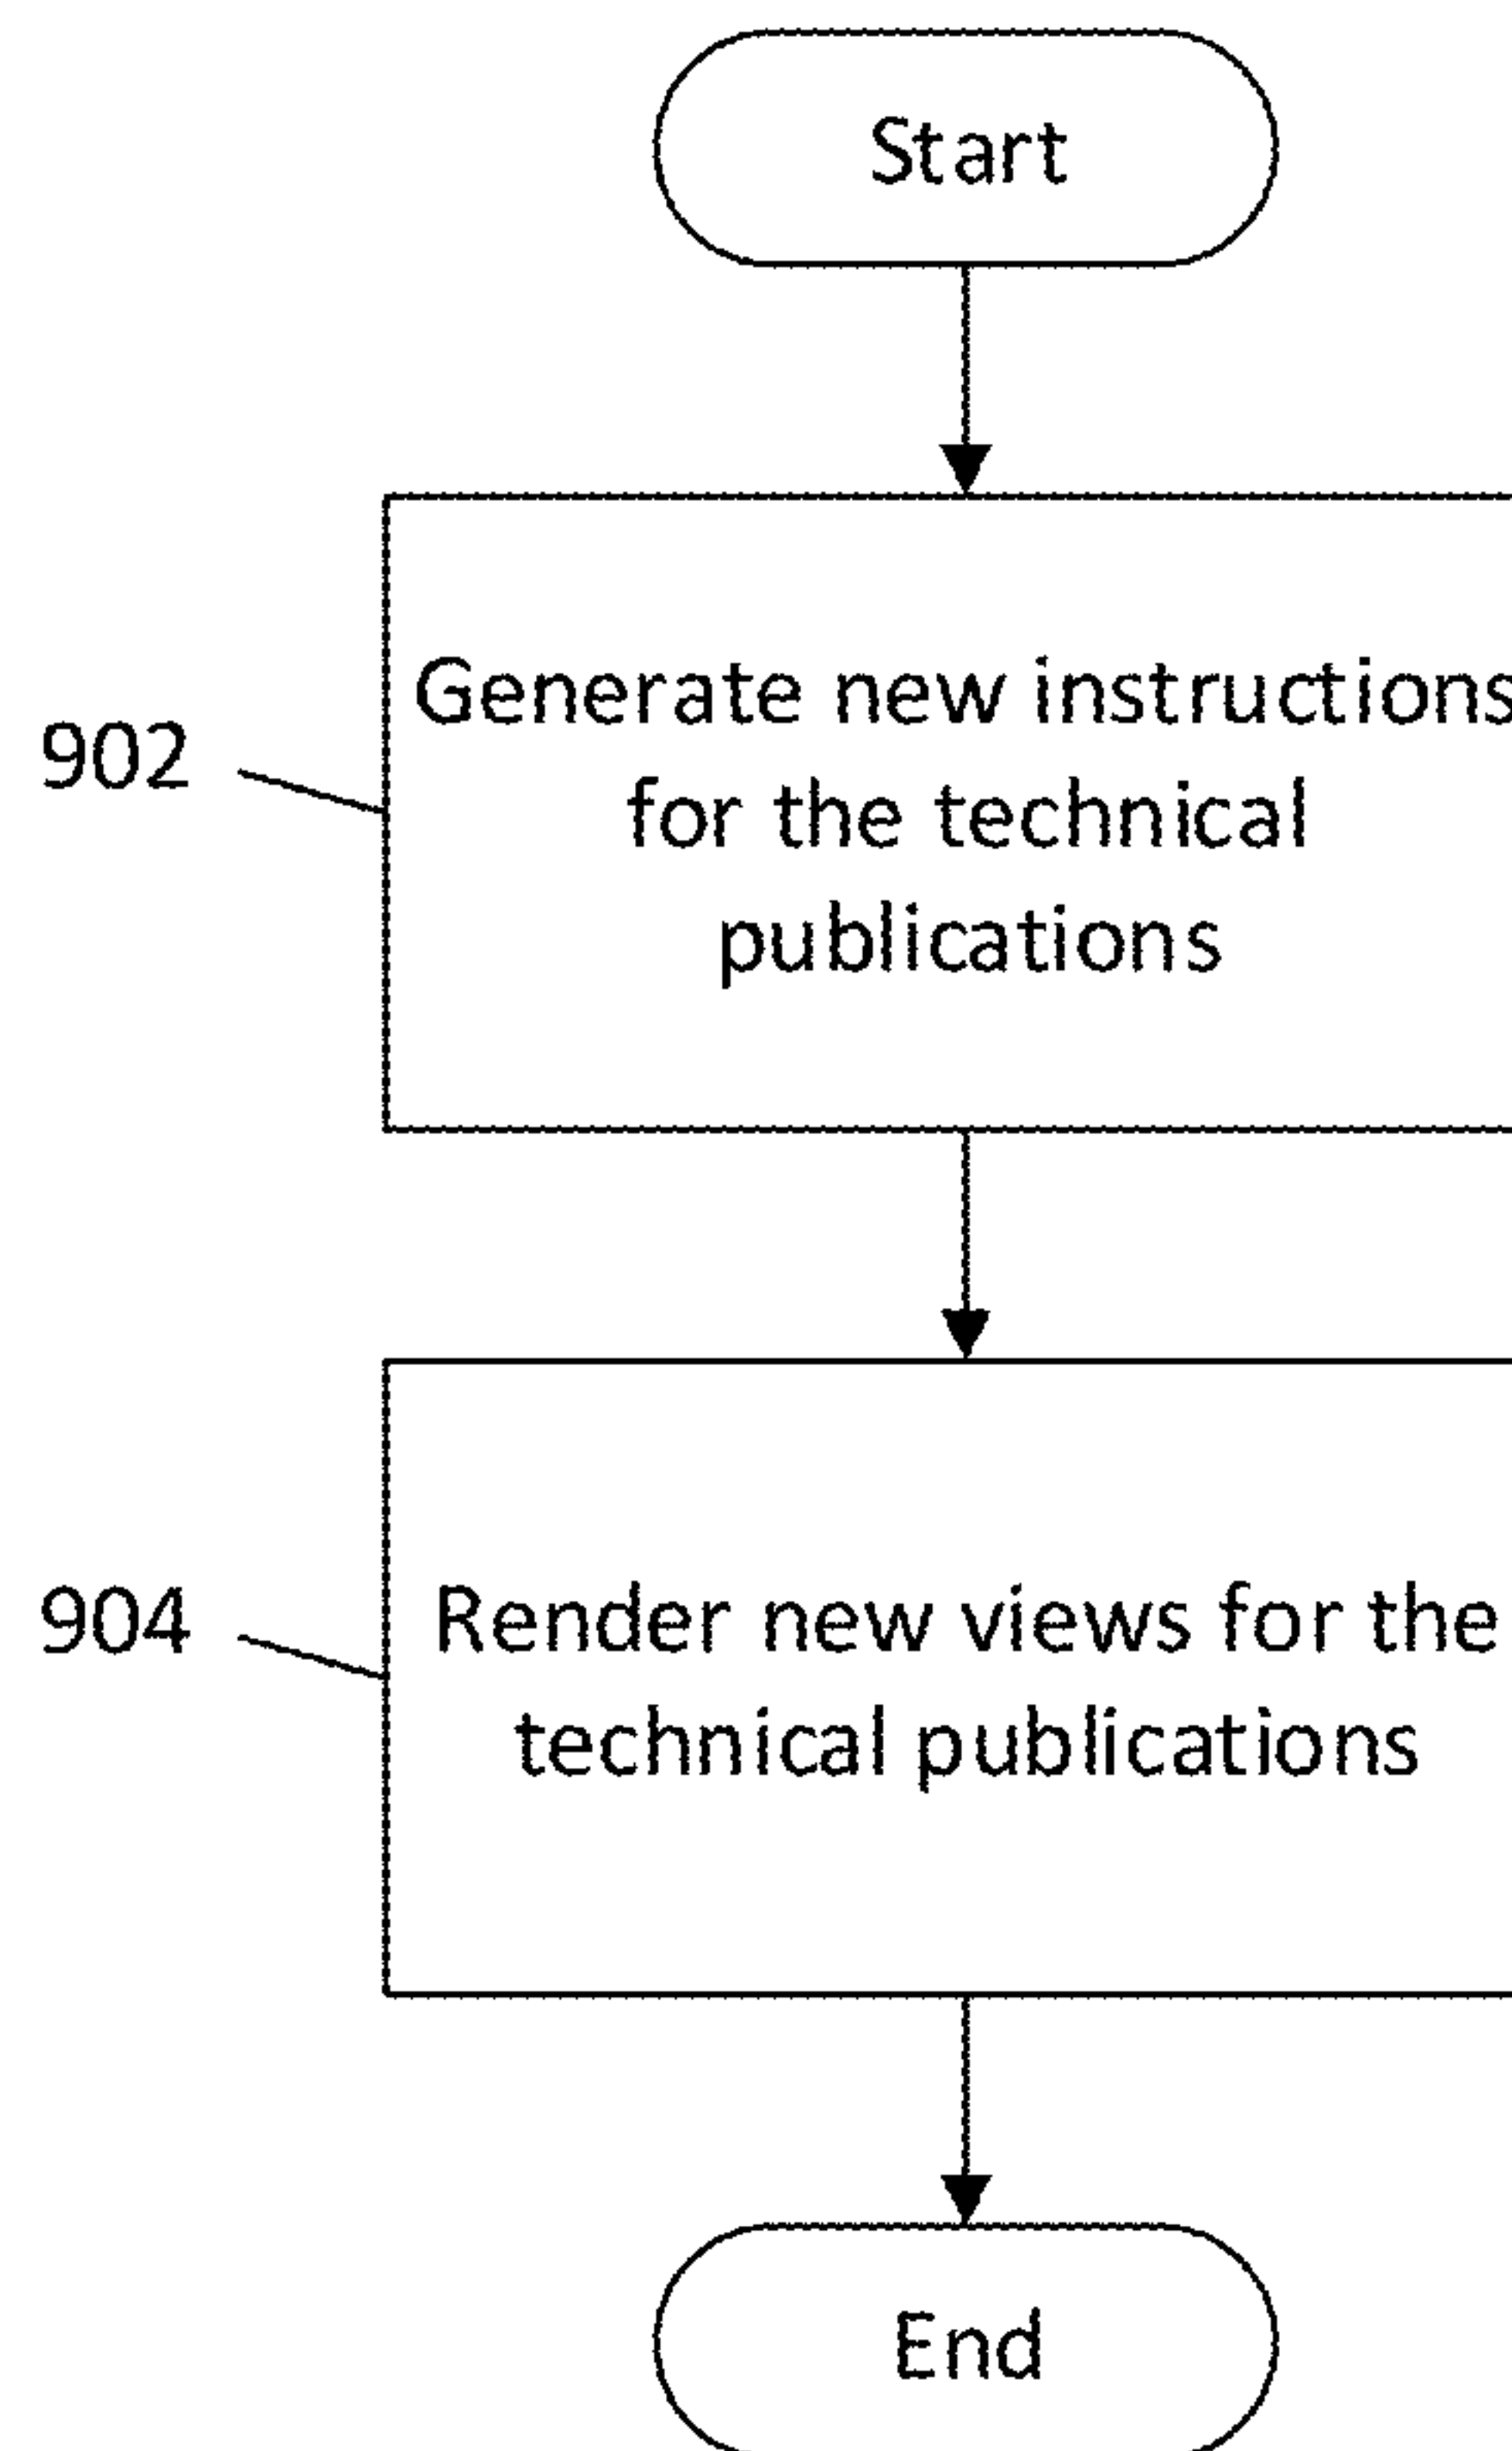 Start
Generate new instructions
902
for the technical
publications
904
Render new views for the
technical publications
End